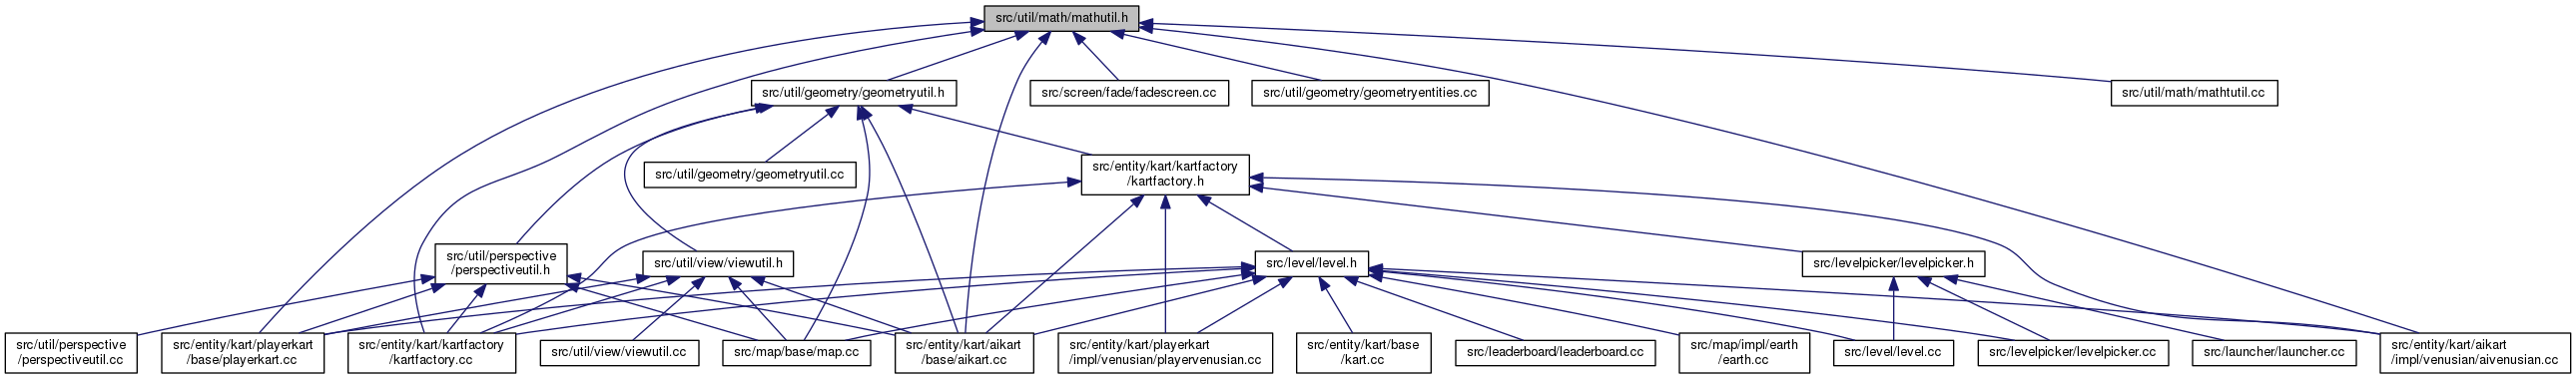 src/util/math/mathutil.h
src/util/geometry/geometryutil.h
src/screen/fade/fadescreen.cc
src/util/geometry/geometryentities.cc
src/util/math/mathtutil.cc
src/util/geometry/geometryutil.cc
src/entity/kart/kartfactory
/kartfactory.h
src/util/perspective
/perspectiveutil.h
src/util/view/viewutil.h
src/level/level.h
src/levelpicker/levelpicker.h
src/util/perspective
/perspectiveutil.cc
src/entity/kart/playerkart
/base/playerkart.cc
src/entity/kart/kartfactory
/kartfactory.cc
src/util/view/viewutil.cc
src/map/base/map.cc
src/entity/kart/aikart
/base/aikart.cc
src/entity/kart/playerkart
/impl/venusian/playervenusian.cc
src/entity/kart/base
/kart.cc
src/leaderboard/leaderboard.cc
src/map/impl/earth
/earth.cc
src/level/level.cc
src/levelpicker/levelpicker.cc
src/launcher/launcher.cc
src/entity/kart/aikart
/impl/venusian/aivenusian.cc